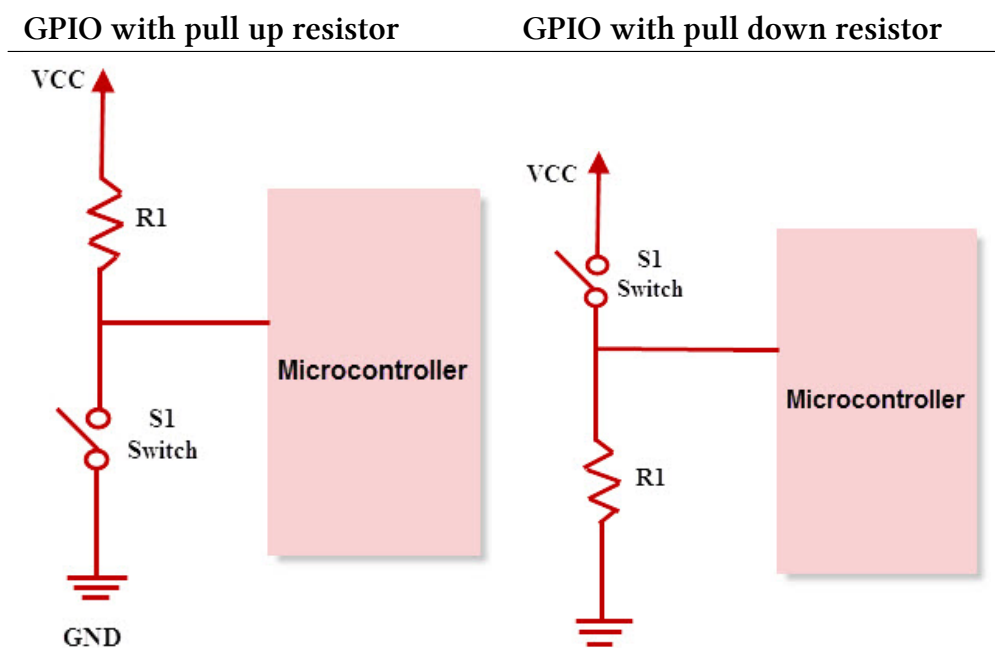 GPIO with pull up resistor
GPIO with pull down resistor
VCC
R1
Microcontroller
S1
Switch
GND
VCC
S1
Switch
Microcontroller
R1